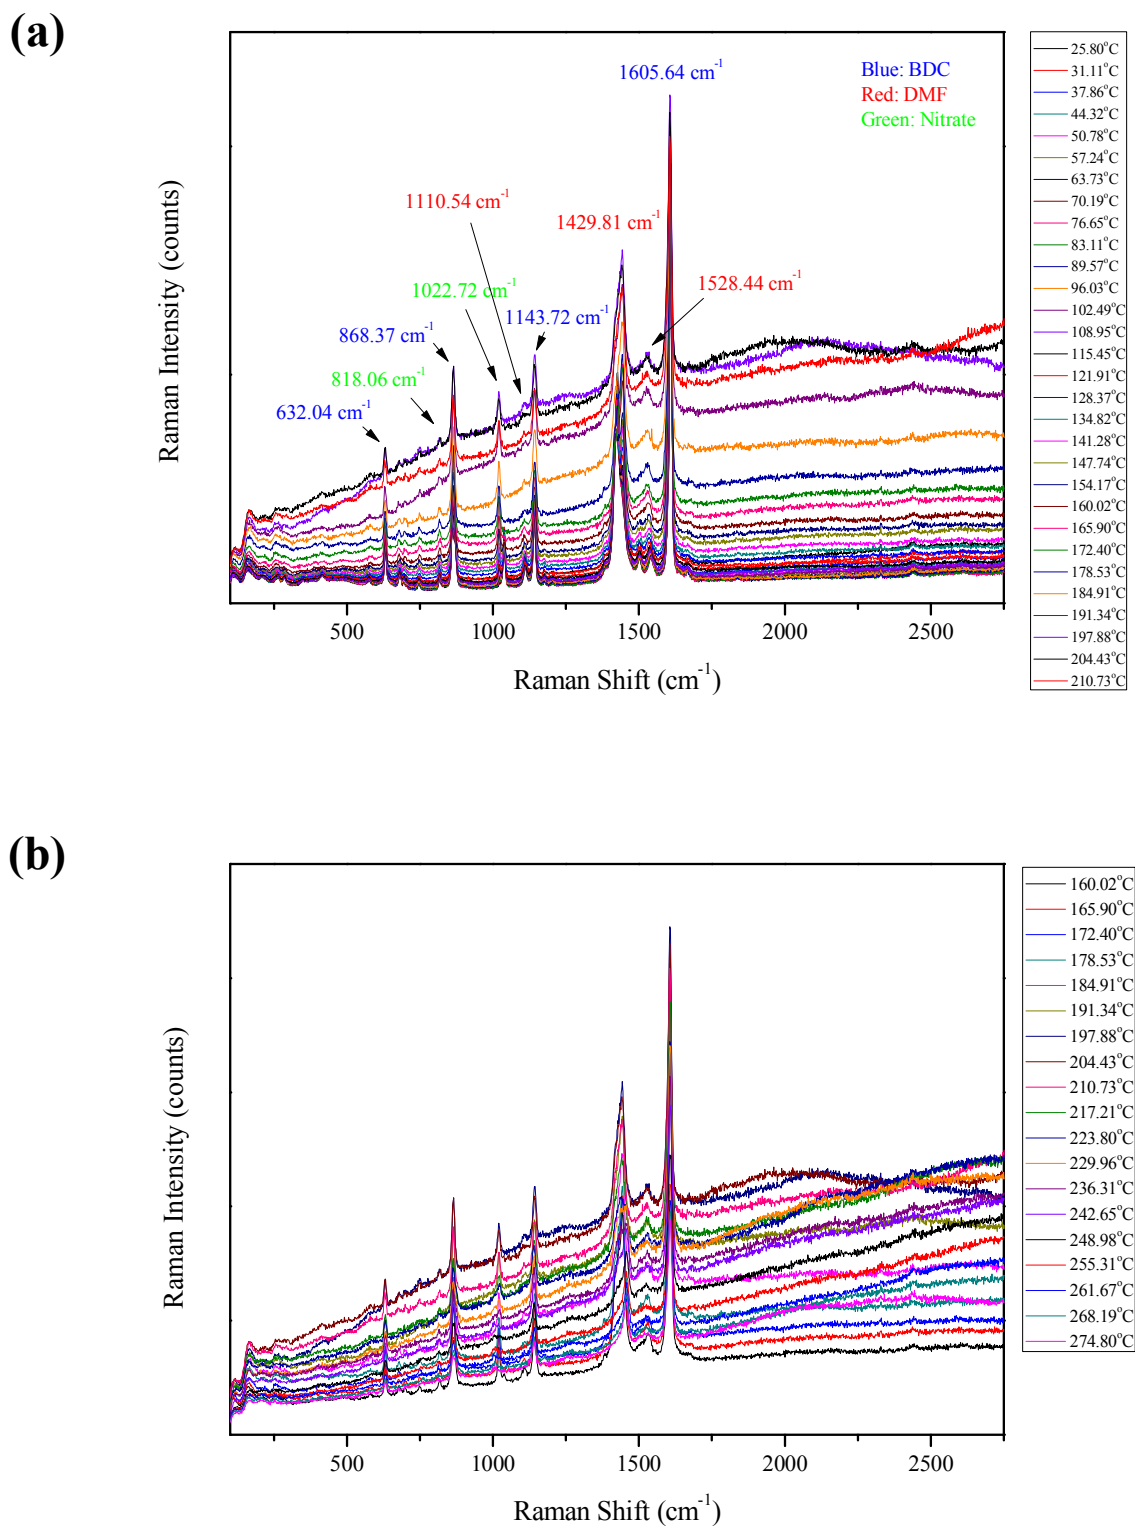 (a)
1605.64 cm-1
Blue: BDC
Red: DMF
Green: Nitrate
1110.54 cm-1
1429.81 cm-1
1022.72 cm-1
1528.44 cm-1
868.37 cm-1
1143.72 cm-1
818.06 cm-1
632.04 cm-1
Raman Intensity (counts)
500
1000
1500
2000
2500
Raman Shift (cm-1)
25.80°C
31.11°C
37.86°C
44.32°C
50.78°C
57.24°C
63.73°C
70.19°C
76.65°C
83.11°C
89.57°C
96.03°C
102.49°C
108.95°C
115.45°C
121.91°C
128.37°C
134.82°C
141.28°C
147.74°C
154.17°C
160.02°C
165.90°C
172.40°C
178.53°C
184.91°C
191.34°C
197.88°C
204.43°C
210.73°C
(b)
Raman Intensity (counts)
500
1000
1500
2000
2500
Raman Shift (cm-1)
160.02°C
165.90°C
172.40°C
178.53°C
184.91°C
191.34°C
197.88°C
204.43°C
210.73°C
217.21°C
223.80°C
229.96°C
236.31°C
242.65°C
248.98°C
255.31°C
261.67°C
268.19°C
274.80°C